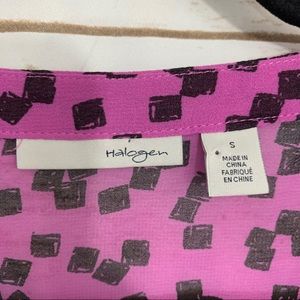 Halogen
S
MADE IN
CHINA
FABRIQUÉ
EN CHINE